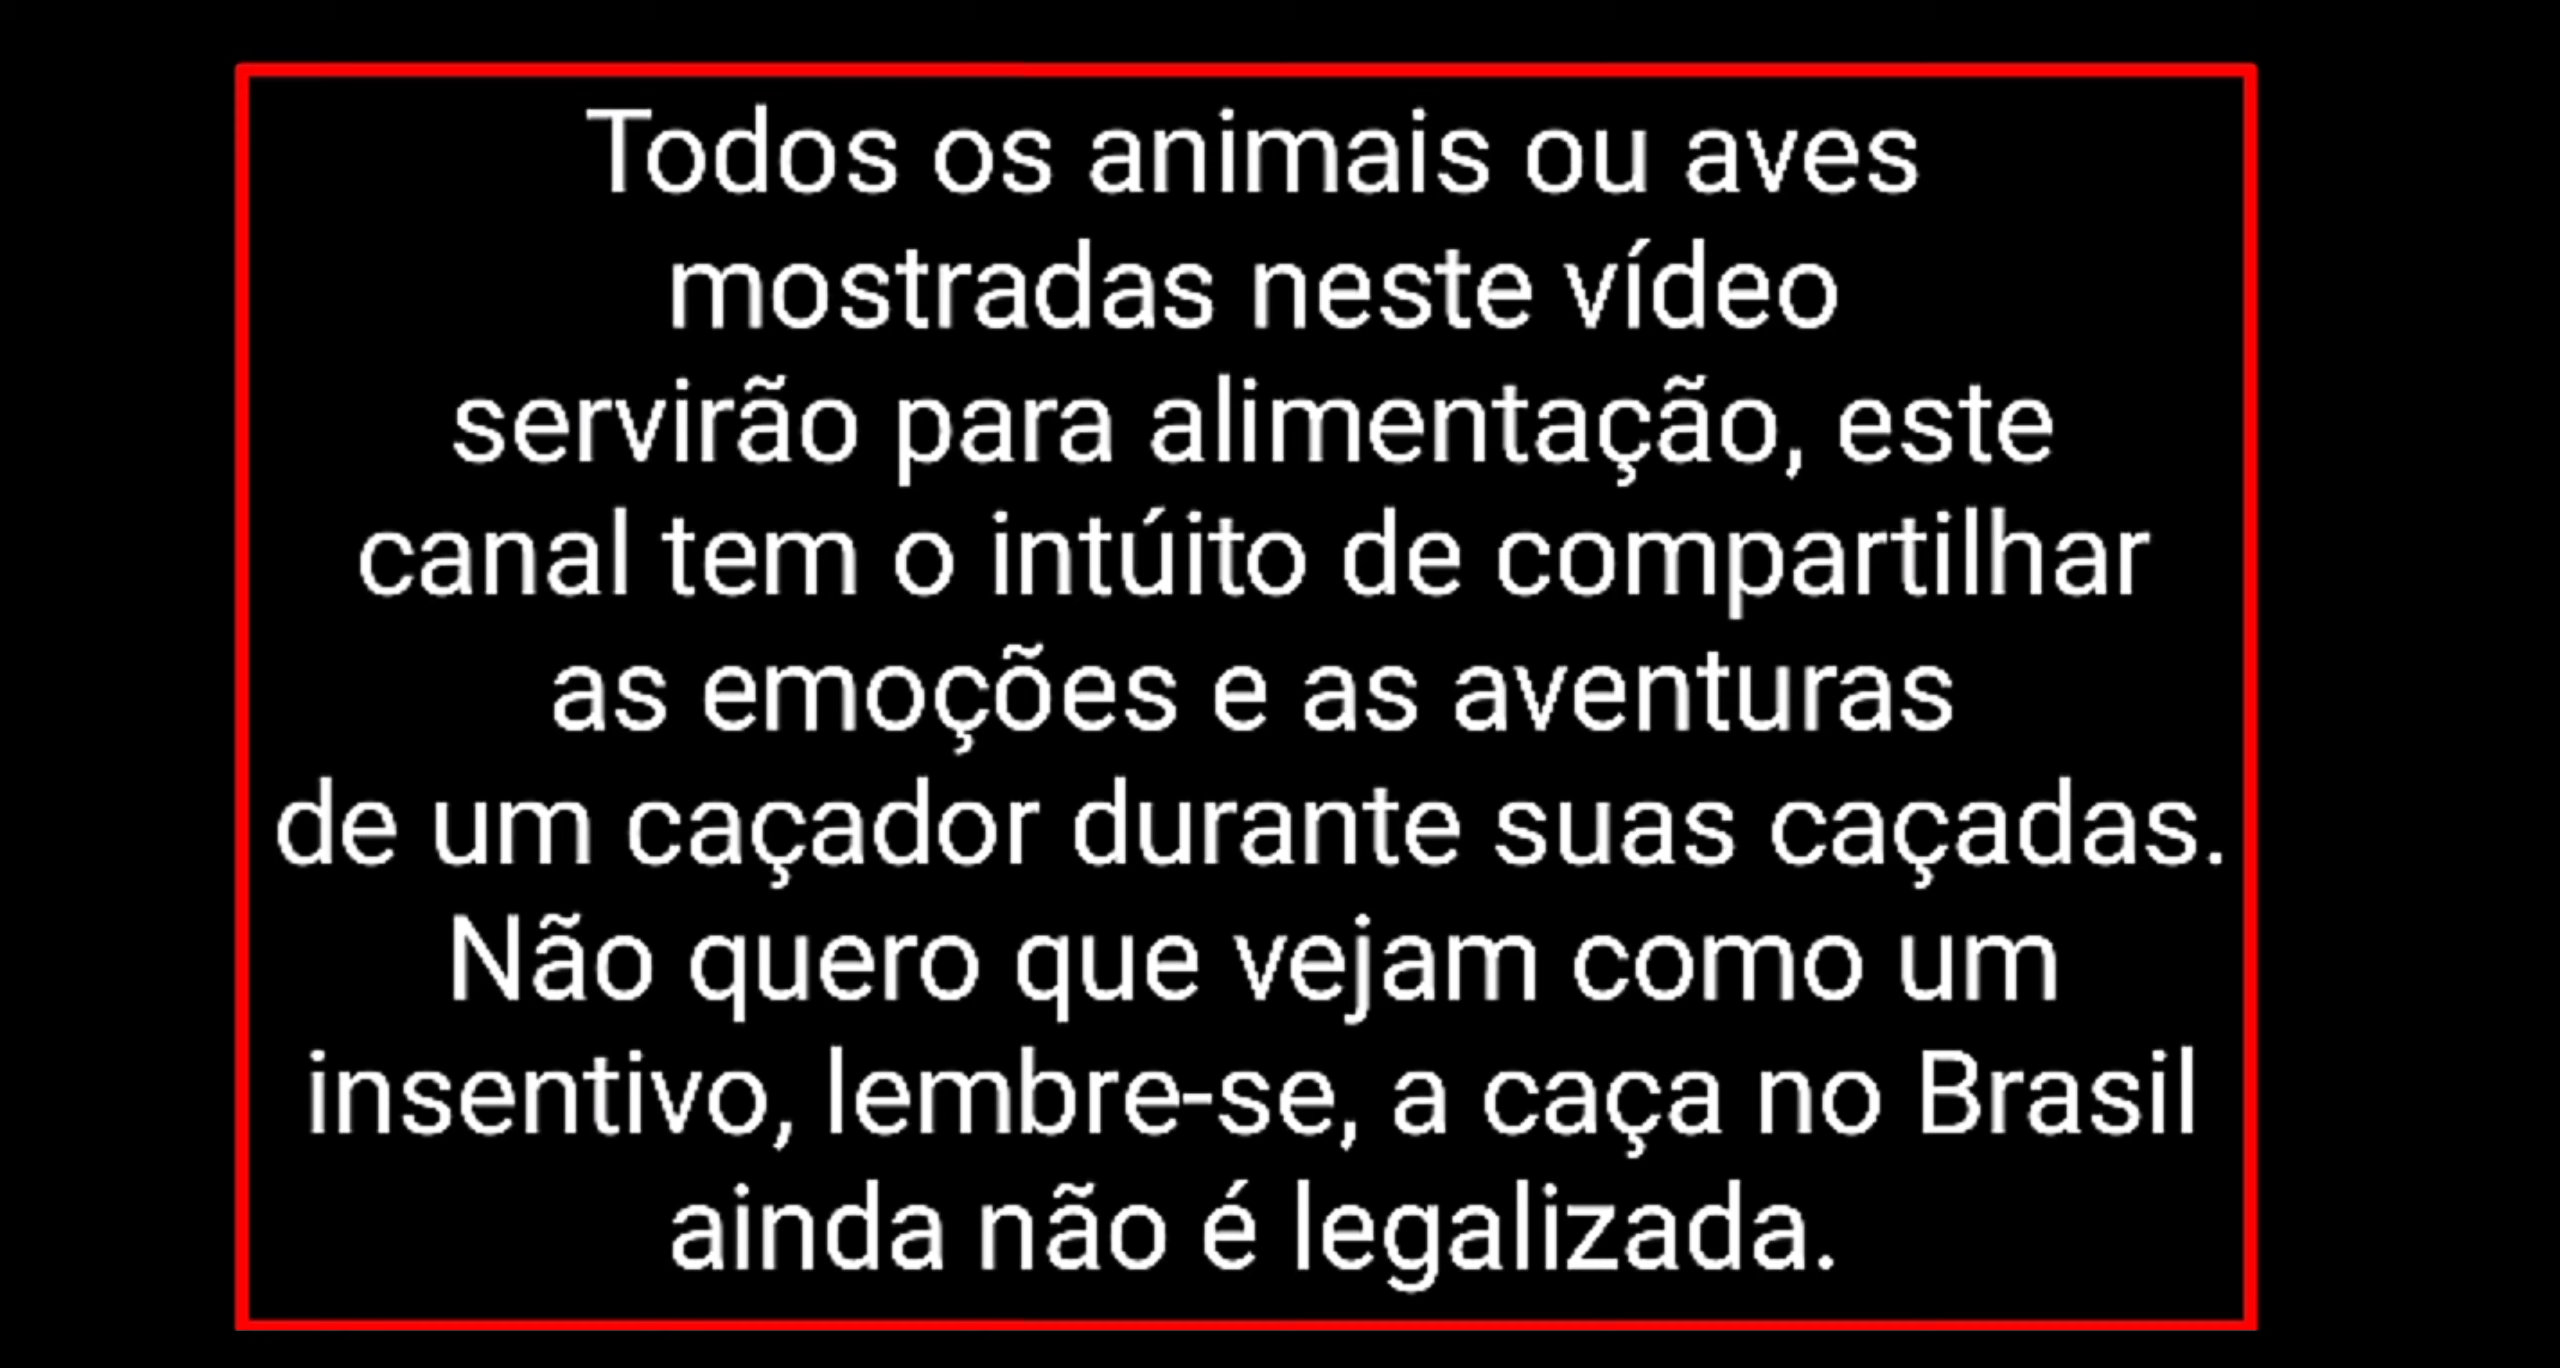 Todos os animais ou aves
mostradas neste vídeo
servirão para alimentação, este
canal tem o intúito de compartilhar
as emoções e as aventuras
de um caçador durante suas caçadas.
Não quero que vejam como um
insentivo, lembre-se, a caça no Brasil
ainda não é legalizada.